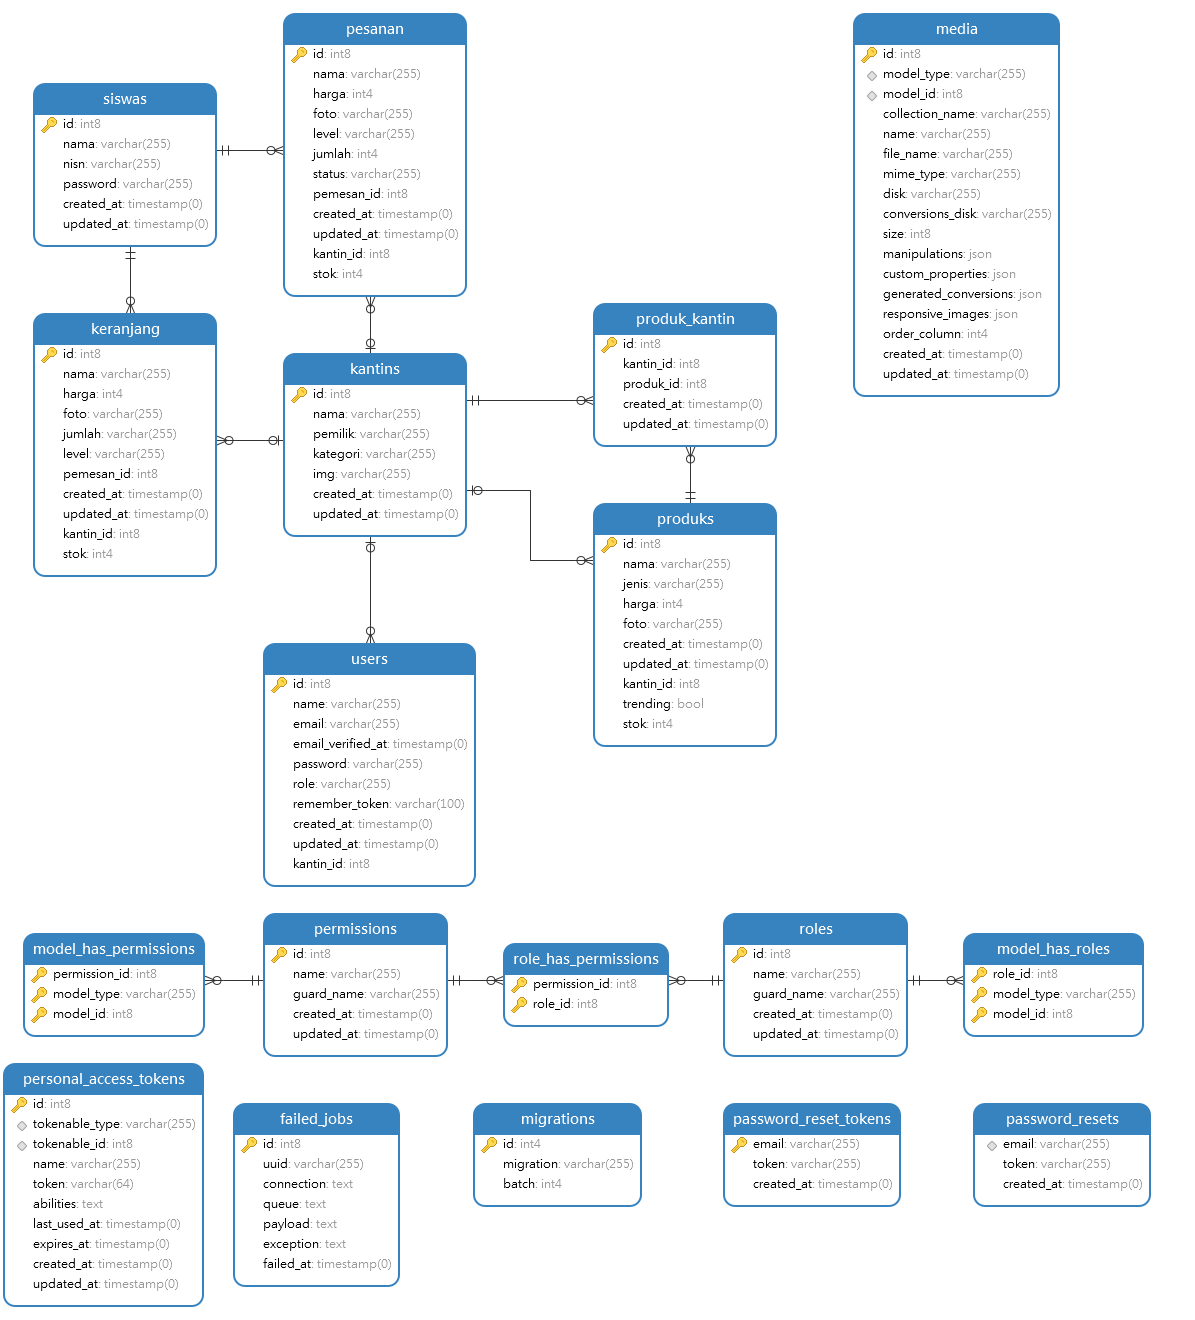 pesanan
id: int8
nama: varchar(255)
harga: int4
foto: varchar(255)
level: varchar(255)
jumlah: int4
status: varchar(255)
pemesan_id: int8
created_at: timestamp(0)
updated_at: timestamp(0)
kantin_id: int8
stok: int4
media
id: int8
model_type: varchar(255)
model_id: int8
collection_name: varchar(255)
name: varchar(255)
file_name: varchar(255)
mime_type: varchar(255)
disk: varchar(255)
conversions_disk: varchar(255)
size: int8
manipulations: json
custom_properties: json
generated_conversions: json
responsive_images: json
order_column: int4
created_at: timestamp(0)
updated_at: timestamp(0)
siswas
id: int8
nama: varchar(255)
nisn: varchar(255)
password: varchar(255)
created_at: timestamp(0)
updated_at: timestamp(0)
keranjang
id: int8
nama: varchar(255)
harga: int4
foto: varchar(255)
jumlah: varchar(255)
level: varchar(255)
pemesan_id: int8
created_at: timestamp(0)
updated_at: timestamp(0)
kantin_id: int8
stok: int4
kantins
id: int8
nama: varchar(255)
pemilik: varchar(255)
kategori: varchar(255)
img: varchar(255)
created_at: timestamp(0)
updated_at: timestamp(0)
produk_kantin
id: int8
kantin_id: int8
produk_id: int8
created_at: timestamp(0)
updated_at: timestamp(0)
produks
id: int8
nama: varchar(255)
jenis: varchar(255)
harga: int4
foto: varchar(255)
created_at: timestamp(0)
updated_at: timestamp(0)
kantin_id: int8
trending: bool
stok: int4
users
id: int8
name: varchar(255)
email: varchar(255)
email_verified_at: timestamp(0)
password: varchar(255)
role: varchar(255)
remember_token: varchar(100)
created_at: timestamp(0)
updated_at: timestamp(0)
kantin_id: int8
model_has_permissions
permission_id: int8
model_type: varchar(255)
model_id: int8
permissions
id: int8
name: varchar(255)
guard_name: varchar(255)
created_at: timestamp(0)
updated_at: timestamp(0)
role_has_permissions
permission_id: int8
role_id: int8
roles
id: int8
name: varchar(255)
guard_name: varchar(255)
created_at: timestamp(0)
updated_at: timestamp(0)
model_has_roles
role_id: int8
model_type: varchar(255)
model_id: int8
personal_access_tokens
id: int8
tokenable_type: varchar(255)
tokenable_id: int8
name: varchar(255)
token: varchar(64)
abilities: text
last_used_at: timestamp(0)
expires_at: timestamp(0)
created_at: timestamp(0)
updated_at: timestamp(0)
failed_jobs
id: int8
uuid: varchar(255)
connection: text
queue: text
payload: text
exception: text
failed_at: timestamp(0)
migrations
id: int4
migration: varchar(255)
batch: int4
password_reset_tokens
email: varchar(255)
token: varchar(255)
created_at: timestamp(0)
password_resets
email: varchar(255)
token: varchar(255)
created_at: timestamp(0)